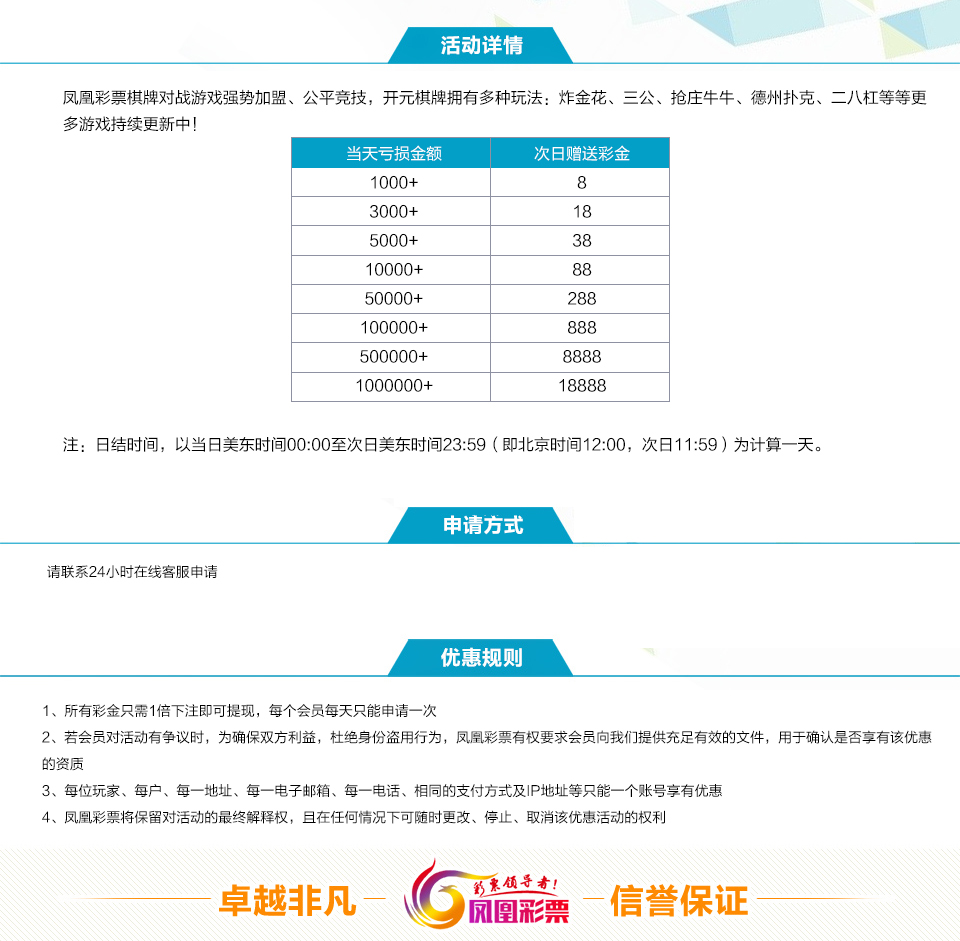 活动详情
凤凰彩票棋牌对战游戏强势加盟、公平竞技，开元棋牌拥有多种玩法：炸金花、三公、抢庄牛牛、德州扑克、二八杠等等更
多游戏持续更新中！
当天亏损金额 次日赠送彩金
1000+ 8
3000+ 18
5000+ 38
10000+ 88
50000+ 288
100000+ 888
500000+ 8888
1000000+ 18888
注：日结时间，以当日美东时间00:00至次日美东时间23:59（即北京时间12:00，次日11:59）为计算一天。
申请方式
请联系24小时在线客服申请
优惠规则
1、所有彩金只需1倍下注即可提现，每个会员每天只能申请一次
2、若会员对活动有争议时，为确保双方利益，杜绝身份盗用行为，凤凰彩票有权要求会员向我们提供充足有效的文件，用于确认是否享有该优惠
的资质
3、每位玩家、每户、每一地址、每一电子邮箱、每一电话、相同的支付方式及IP地址等只能一个账号享有优惠
4、凤凰彩票将保留对活动的最终解释权，且在任何情况下可随时更改、停止、取消该优惠活动的权利
卓越非凡
彩票领导者！
凤凰彩票
信誉保证